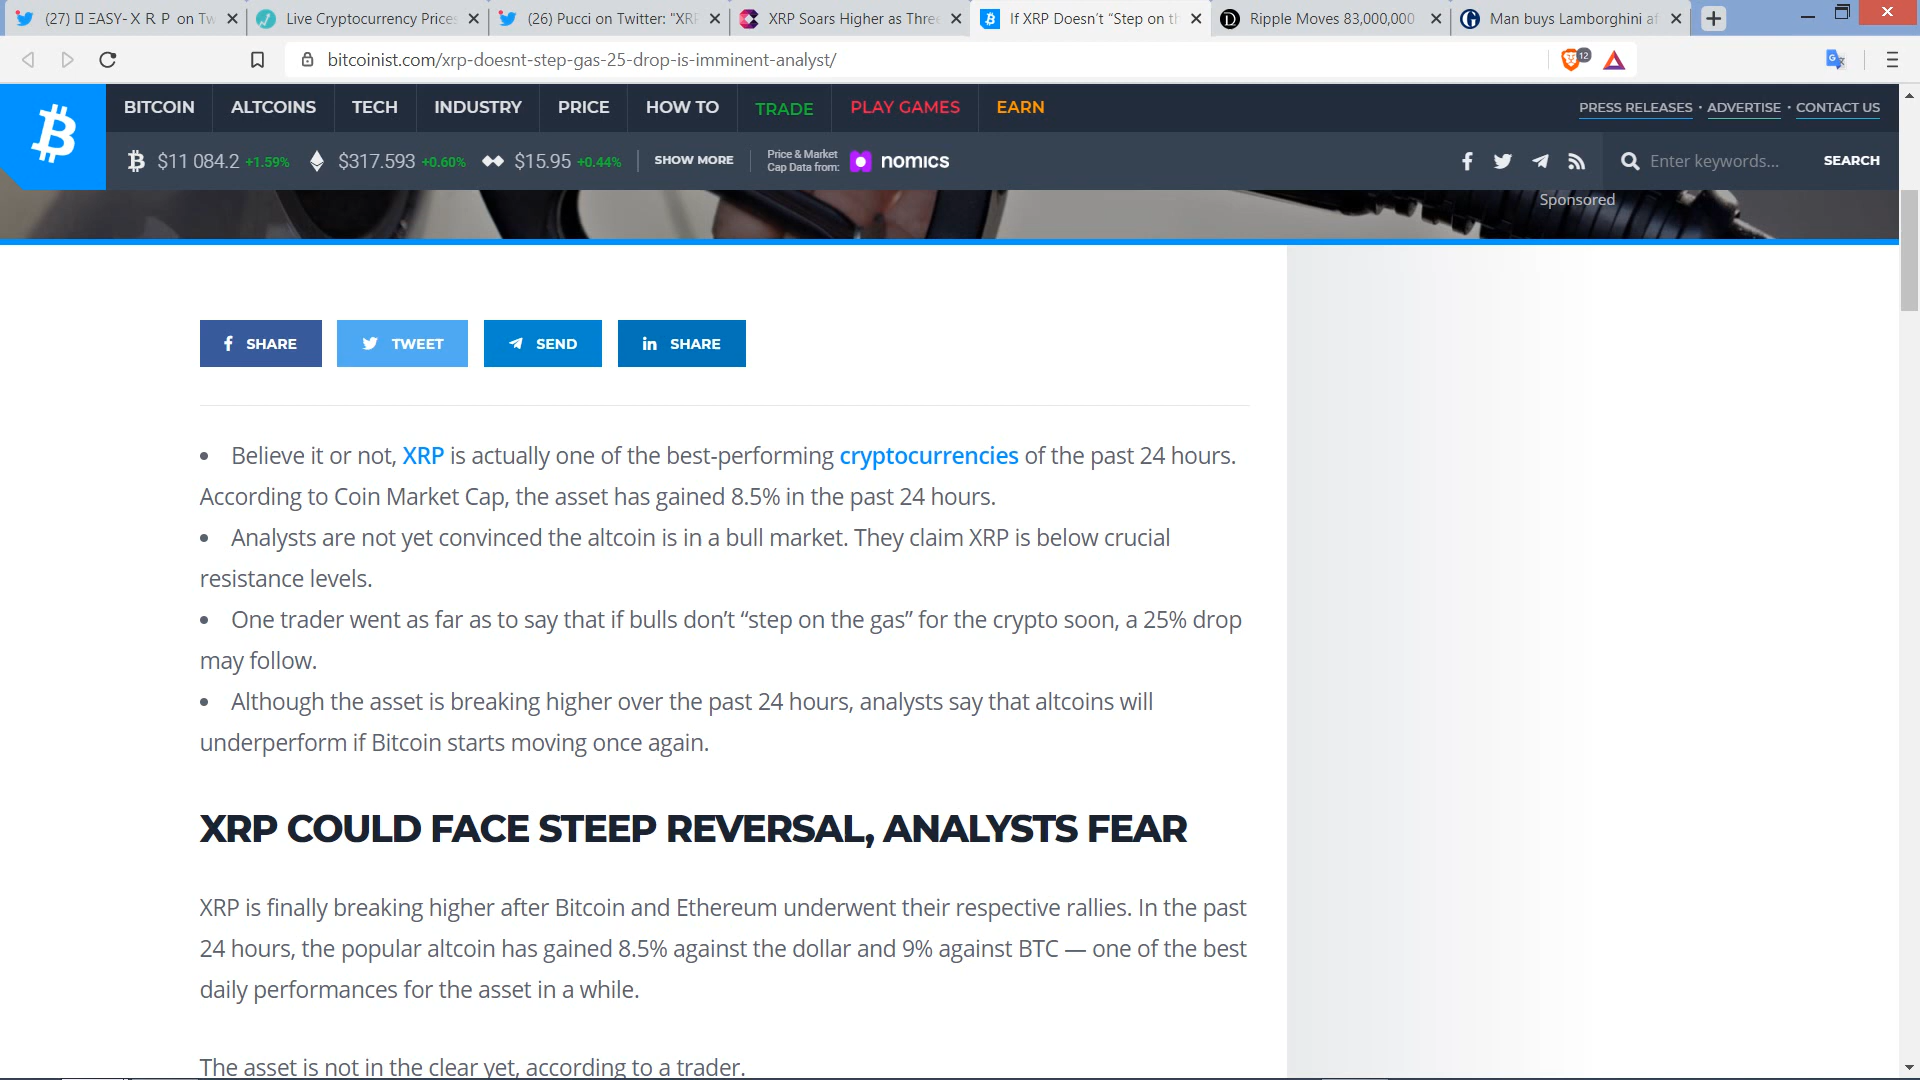 (27) EASY- X R P on Tw
Live Cryptocurrency Prices
(26) Pucci on Twitter: "XRP
XRP Soars Higher as Three
If XRP Doesn't “Step on th
Ripple Moves 83,000,000
Man buys Lamborghini af
bitcoinist.com/xrp-doesnt-step-gas-25-drop-is-imminent-analyst/
12
BITCOIN ALTCOINS TECH INDUSTRY PRICE HOW TO TRADE PLAY GAMES EARN PRESS RELEASES · ADVERTISE · CONTACT US
$11 084.2 +1.59% $317.593 +0.60% $15.95 +0.44% SHOW MORE Price & Market
Cap Data from: nomics
Enter keywords... SEARCH
Sponsored
SHARE TWEET SEND SHARE
• Believe it or not, XRP is actually one of the best-performing cryptocurrencies of the past 24 hours.
According to Coin Market Cap, the asset has gained 8.5% in the past 24 hours.
• Analysts are not yet convinced the altcoin is in a bull market. They claim XRP is below crucial
resistance levels.
• One trader went as far as to say that if bulls don’t “step on the gas” for the crypto soon, a 25% drop
may follow.
• Although the asset is breaking higher over the past 24 hours, analysts say that altcoins will
underperform if Bitcoin starts moving once again.
XRP COULD FACE STEEP REVERSAL, ANALYSTS FEAR
XRP is finally breaking higher after Bitcoin and Ethereum underwent their respective rallies. In the past
24 hours, the popular altcoin has gained 8.5% against the dollar and 9% against BTC — one of the best
daily performances for the asset in a while.
The asset is not in the clear yet, according to a trader.